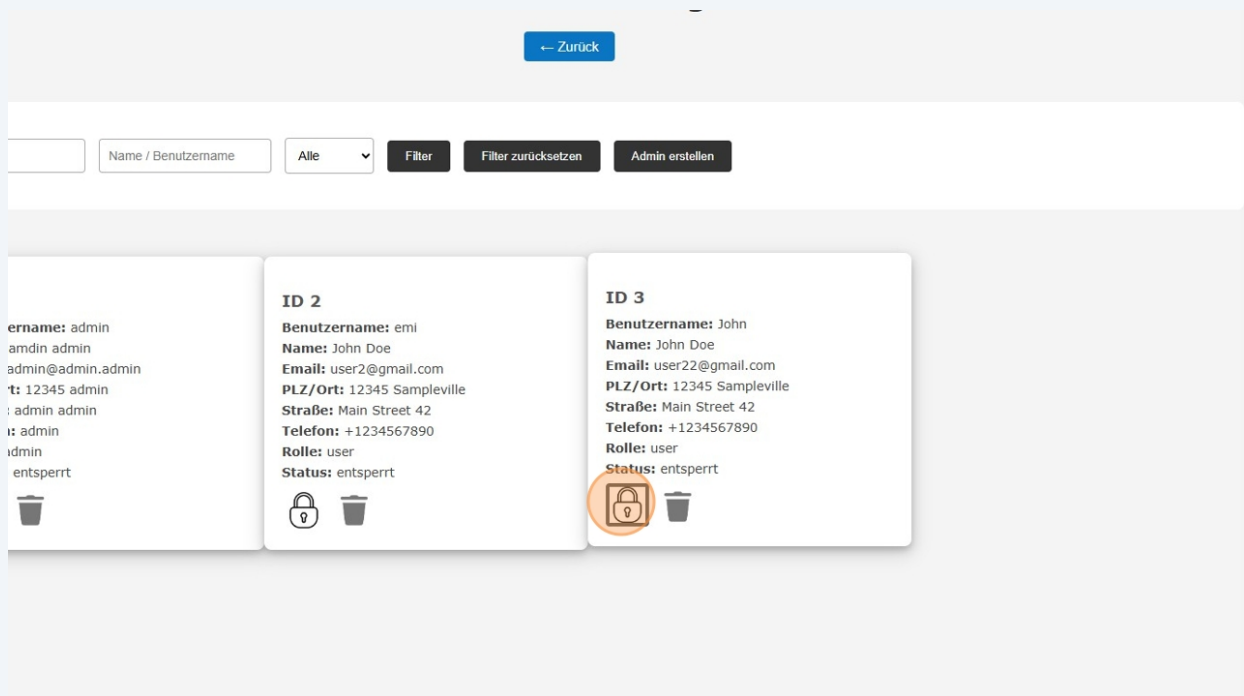 ← Zurück
Name / Benutzername
Alle
Filter
Filter zurücksetzen
Admin erstellen
ername: admin
amdin admin
admin@admin.admin
rt: 12345 admin
: admin admin
n: admin
admin
entsperrt
ID 2
Benutzername: emi
Name: John Doe
Email: user2@gmail.com
PLZ/Ort: 12345 Sampleville
Straße: Main Street 42
Telefon: +1234567890
Rolle: user
Status: entsperrt
ID 3
Benutzername: John
Name: John Doe
Email: user22@gmail.com
PLZ/Ort: 12345 Sampleville
Straße: Main Street 42
Telefon: +1234567890
Rolle: user
Status: entsperrt